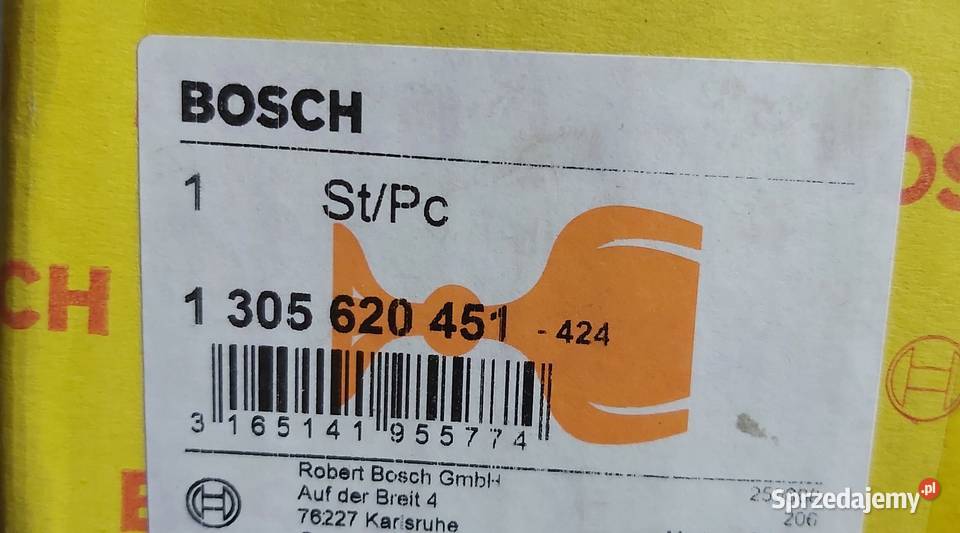 BOSCH
1 St/Pc
1 305 620 451 - 424
3 165141 955774
Robert Bosch GmbH
Auf der Breit 4
76227 Karlsruhe
206
Sprzedajemy.pl